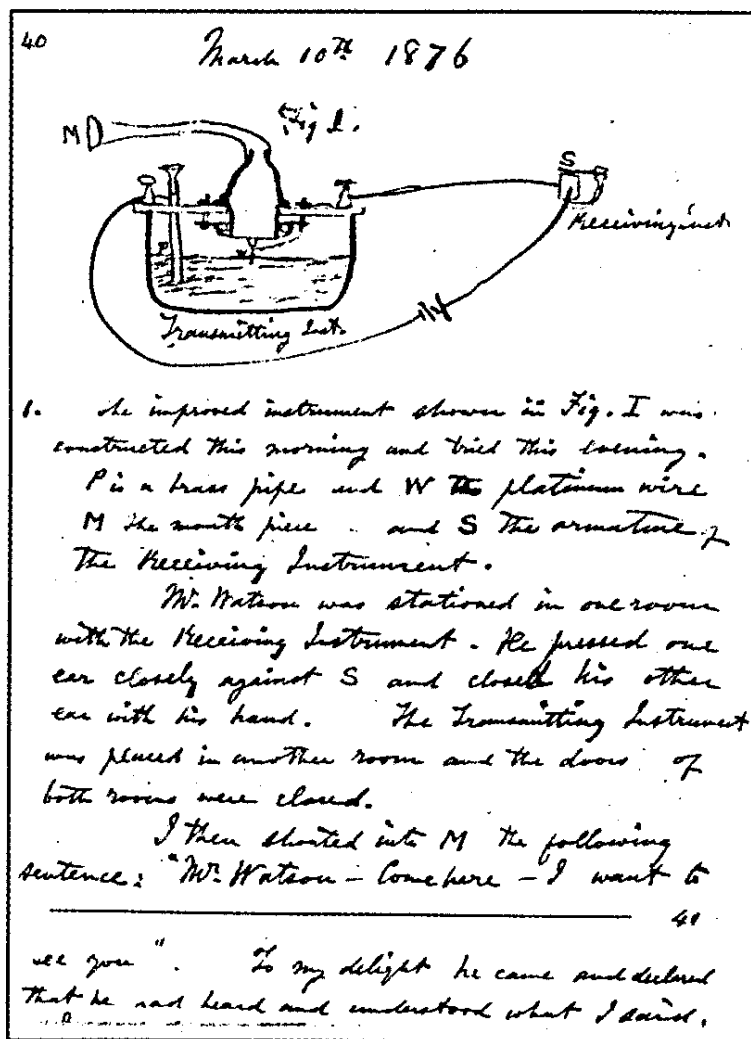 40
March 10th 1876
Fig 1.
M
S
Receiving Inst.
P
W
Transmitting Inst.
1. The improved instrument shown in Fig. I was
constructed this morning and tried this evening.
P is a brass pipe and W the platinum wire
M the mouth piece and S the armature of
the Receiving Instrument.
Mr. Watson was stationed in one room
with the Receiving Instrument. He pressed one
ear closely against S and closed his other
ear with his hand. The Transmitting Instrument
was placed in another room and the doors of
both rooms were closed.
I then shouted into M the following
sentence: "Mr. Watson – Come here – I want to
41
see you". To my delight he came and declared
that he had heard and understood what I said.